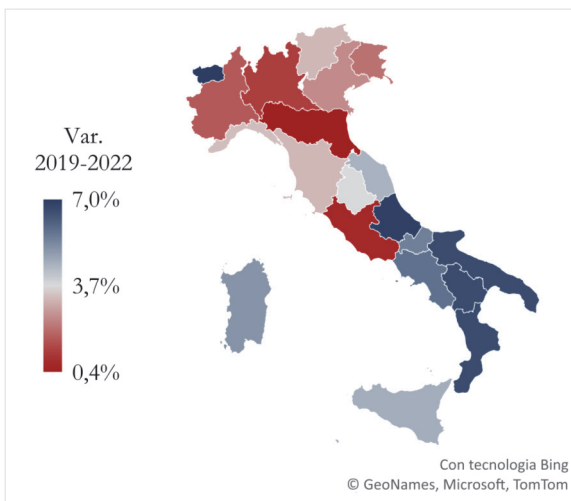 Var.
2019-2022
7,0%
3,7%
0,4%
Con tecnologia Bing
© GeoNames, Microsoft, TomTom